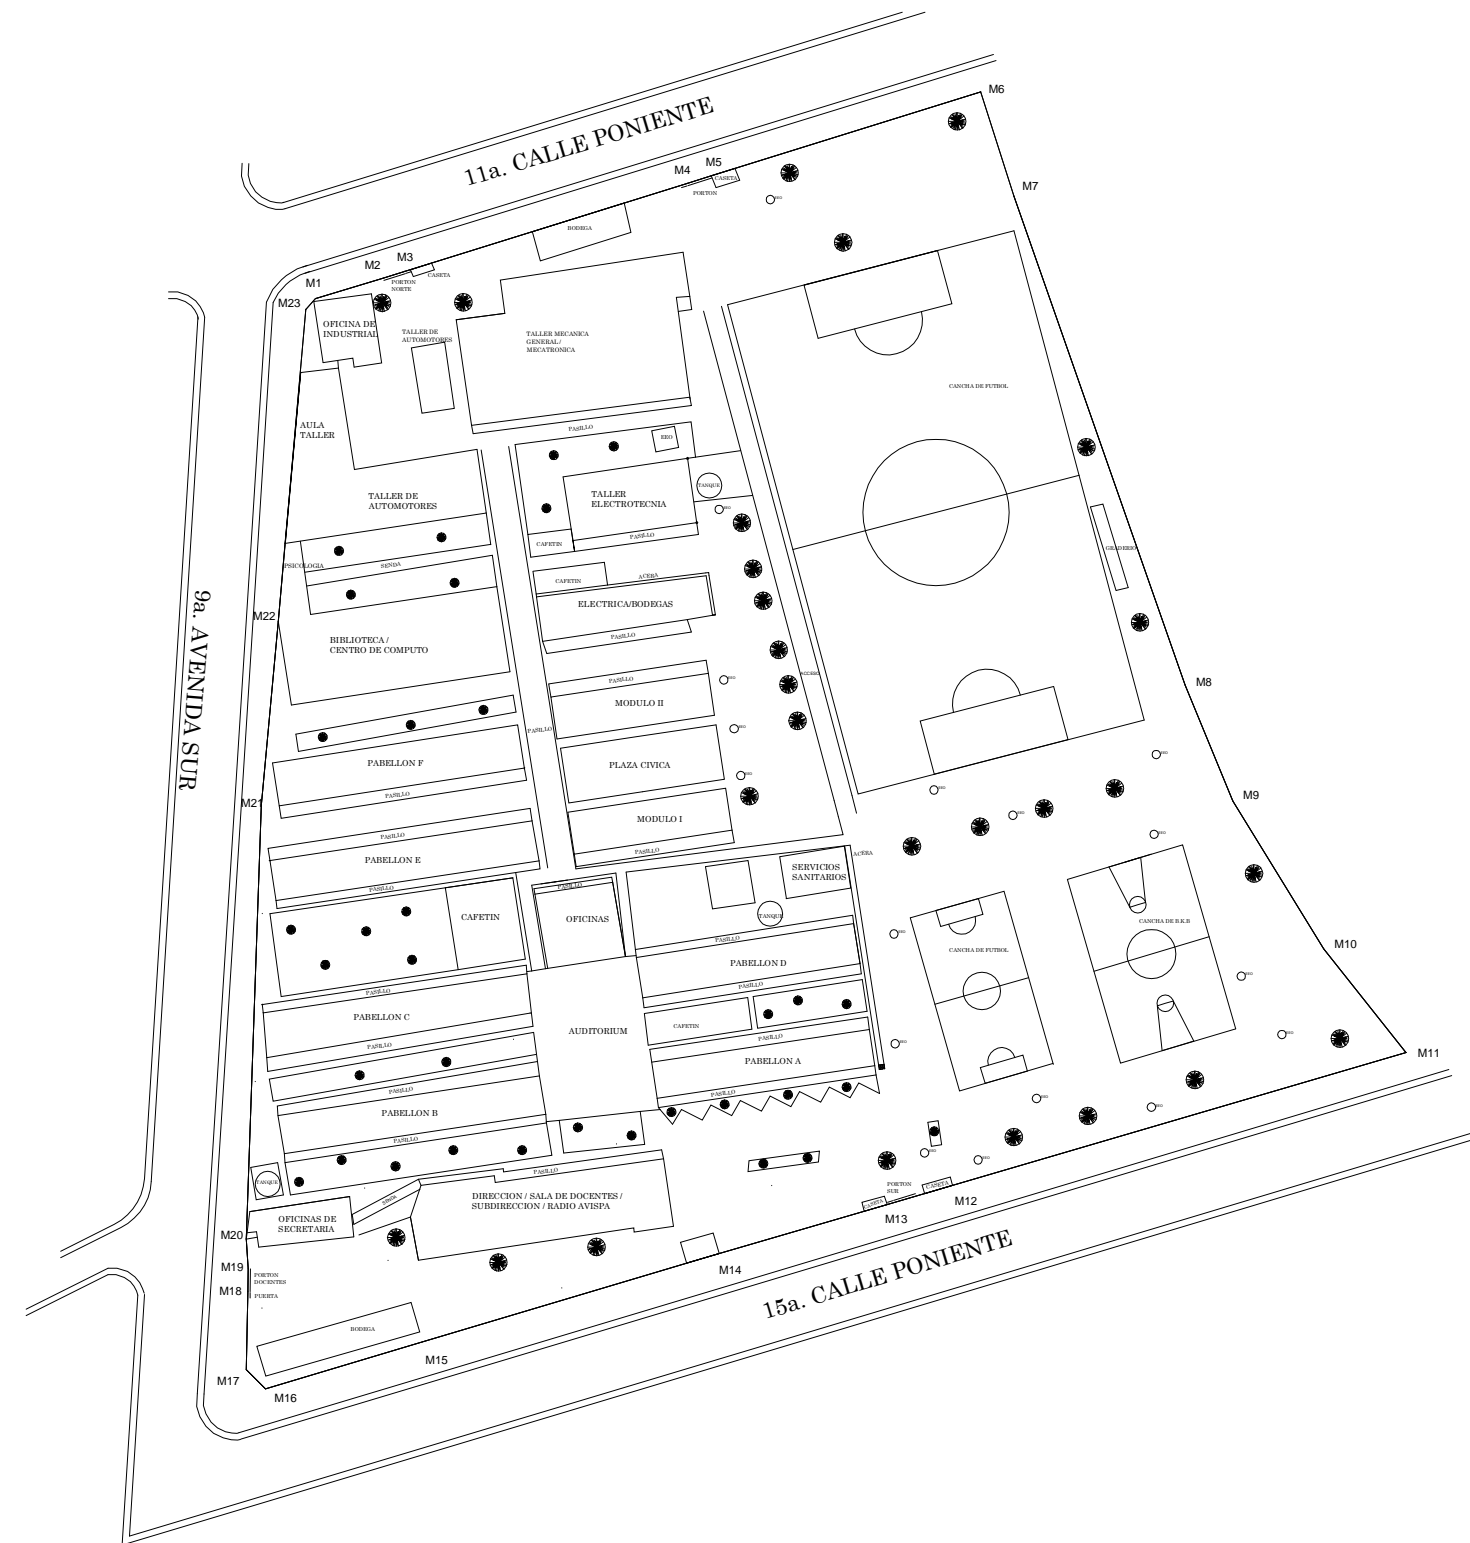 11a. CALLE PONIENTE
M6
M5
M4
CASETA
PORTON
M7
BODEGA
M3
M2
CASETA
PORTON
NORTE
M1
M23
OFICINA DE
INDUSTRIAL
TALLER DE
AUTOMOTORES
TALLER MECANICA
GENERAL /
MECATRONICA
CANCHA DE FUTBOL
AULA
TALLER
PASILLO
TANQUE
TALLER
ELECTROTECNIA
TALLER DE
AUTOMOTORES
PASILLO
CAFETIN
GRADERIO
PSICOLOGIA
SENDA
CAFETIN
ACERA
ELECTRICA/BODEGAS
PASILLO
9a. AVENIDA SUR
M22
BIBLIOTECA /
CENTRO DE COMPUTO
PASILLO
MODULO II
ACCESO
M8
PASILLO
PABELLON F
PLAZA CIVICA
PASILLO
M21
M9
MODULO I
PASILLO
PASILLO
PABELLON E
PASILLO
ACERA
SERVICIOS
SANITARIOS
PASILLO
CAFETIN
OFICINAS
TANQUE
CANCHA DE B.K.B
PASILLO
CANCHA DE FUTBOL
M10
PABELLON D
PASILLO
PASILLO
PABELLON C
PASILLO
AUDITORIUM
CAFETIN
PASILLO
PABELLON A
PASILLO
M11
PASILLO
PABELLON B
PASILLO
PASILLO
TANQUE
SENDA
DIRECCION / SALA DE DOCENTES /
SUBDIRECCION / RADIO AVISPA
PORTON
SUR
CASETA
CASETA
M12
M13
OFICINAS DE
SECRETARIA
M20
M19
M18
PORTON
DOCENTES
PUERTA
M14
15a. CALLE PONIENTE
BODEGA
M15
M17
M16